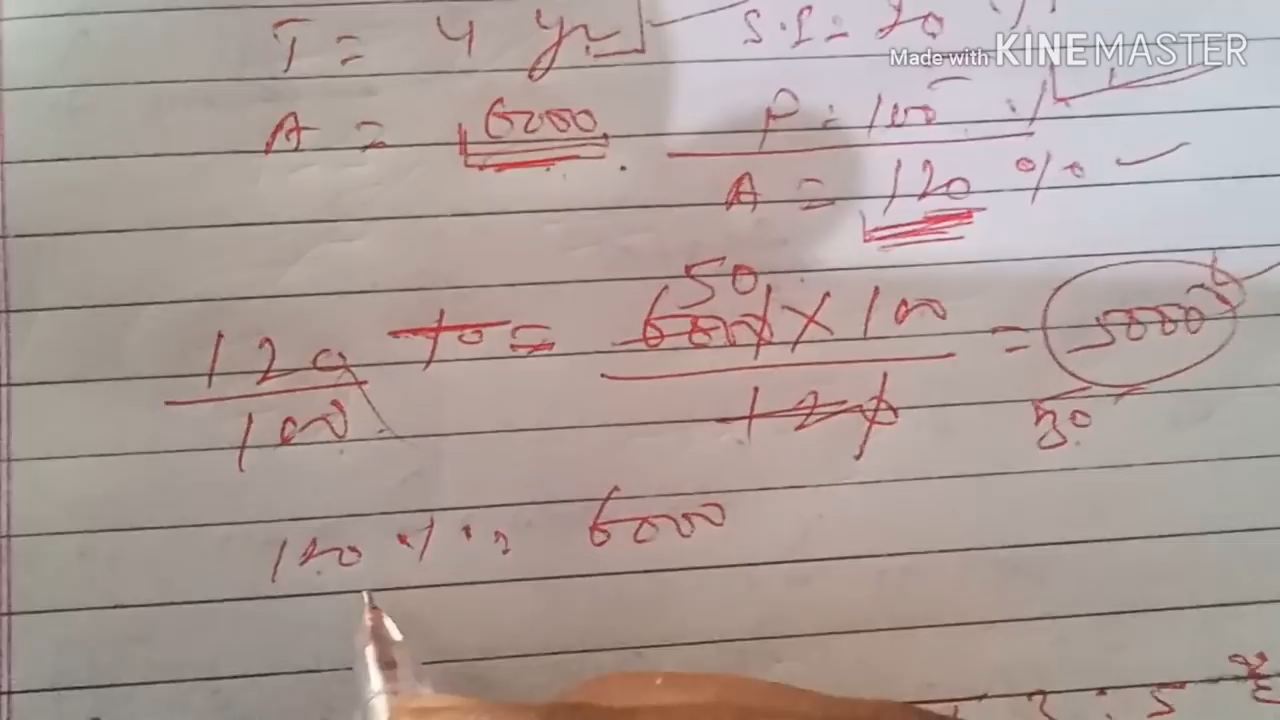 T = 4 yr
S.I = 20 %
Made with KINEMASTER
A = 6000
P = 100 %
A = 120 %
50
120 = 6000 X 100 = 5000
100 120
120 % = 6000